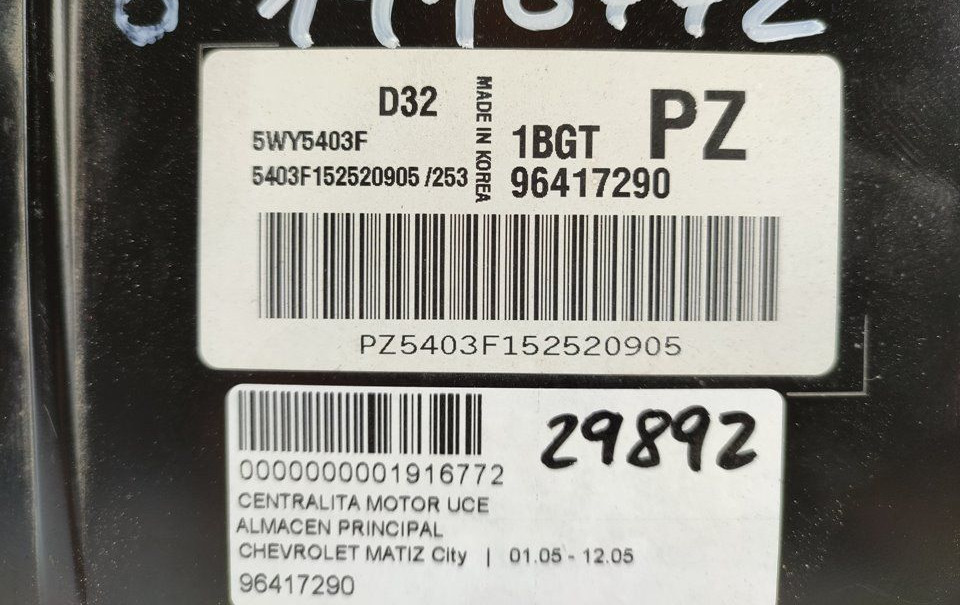 D32
MADE IN KOREA
PZ
5WY5403F
1BGT
5403F152520905 /253
96417290
PZ5403F152520905
29892
0000000001916772
CENTRALITA MOTOR UCE
ALMACEN PRINCIPAL
CHEVROLET MATIZ City | 01.05 - 12.05
96417290